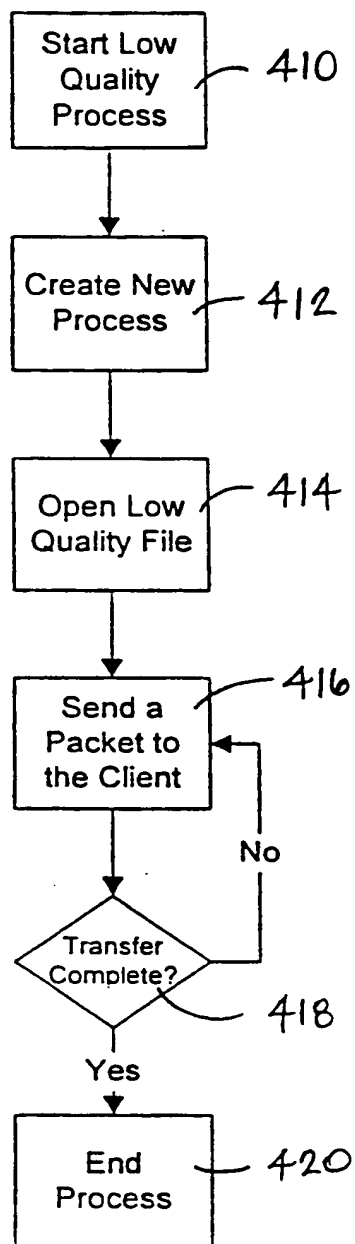 Start Low
Quality
Process
410
Create New
Process
412
Open Low
Quality File
414
Send a
Packet to
the Client
416
No
Transfer
Complete?
418
Yes
End
Process
420